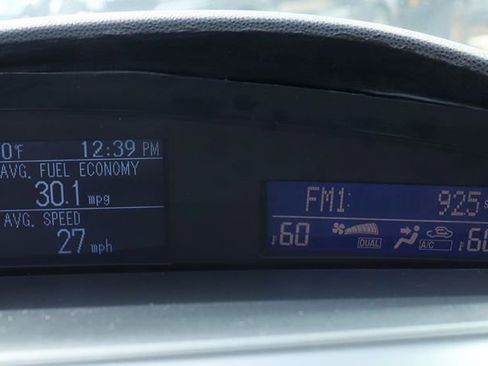 0°F 12:39 PM
AVG. FUEL ECONOMY
30.1 mpg
AVG. SPEED
27 mph
FM1: 92.5 S
60 DUAL A/C 60